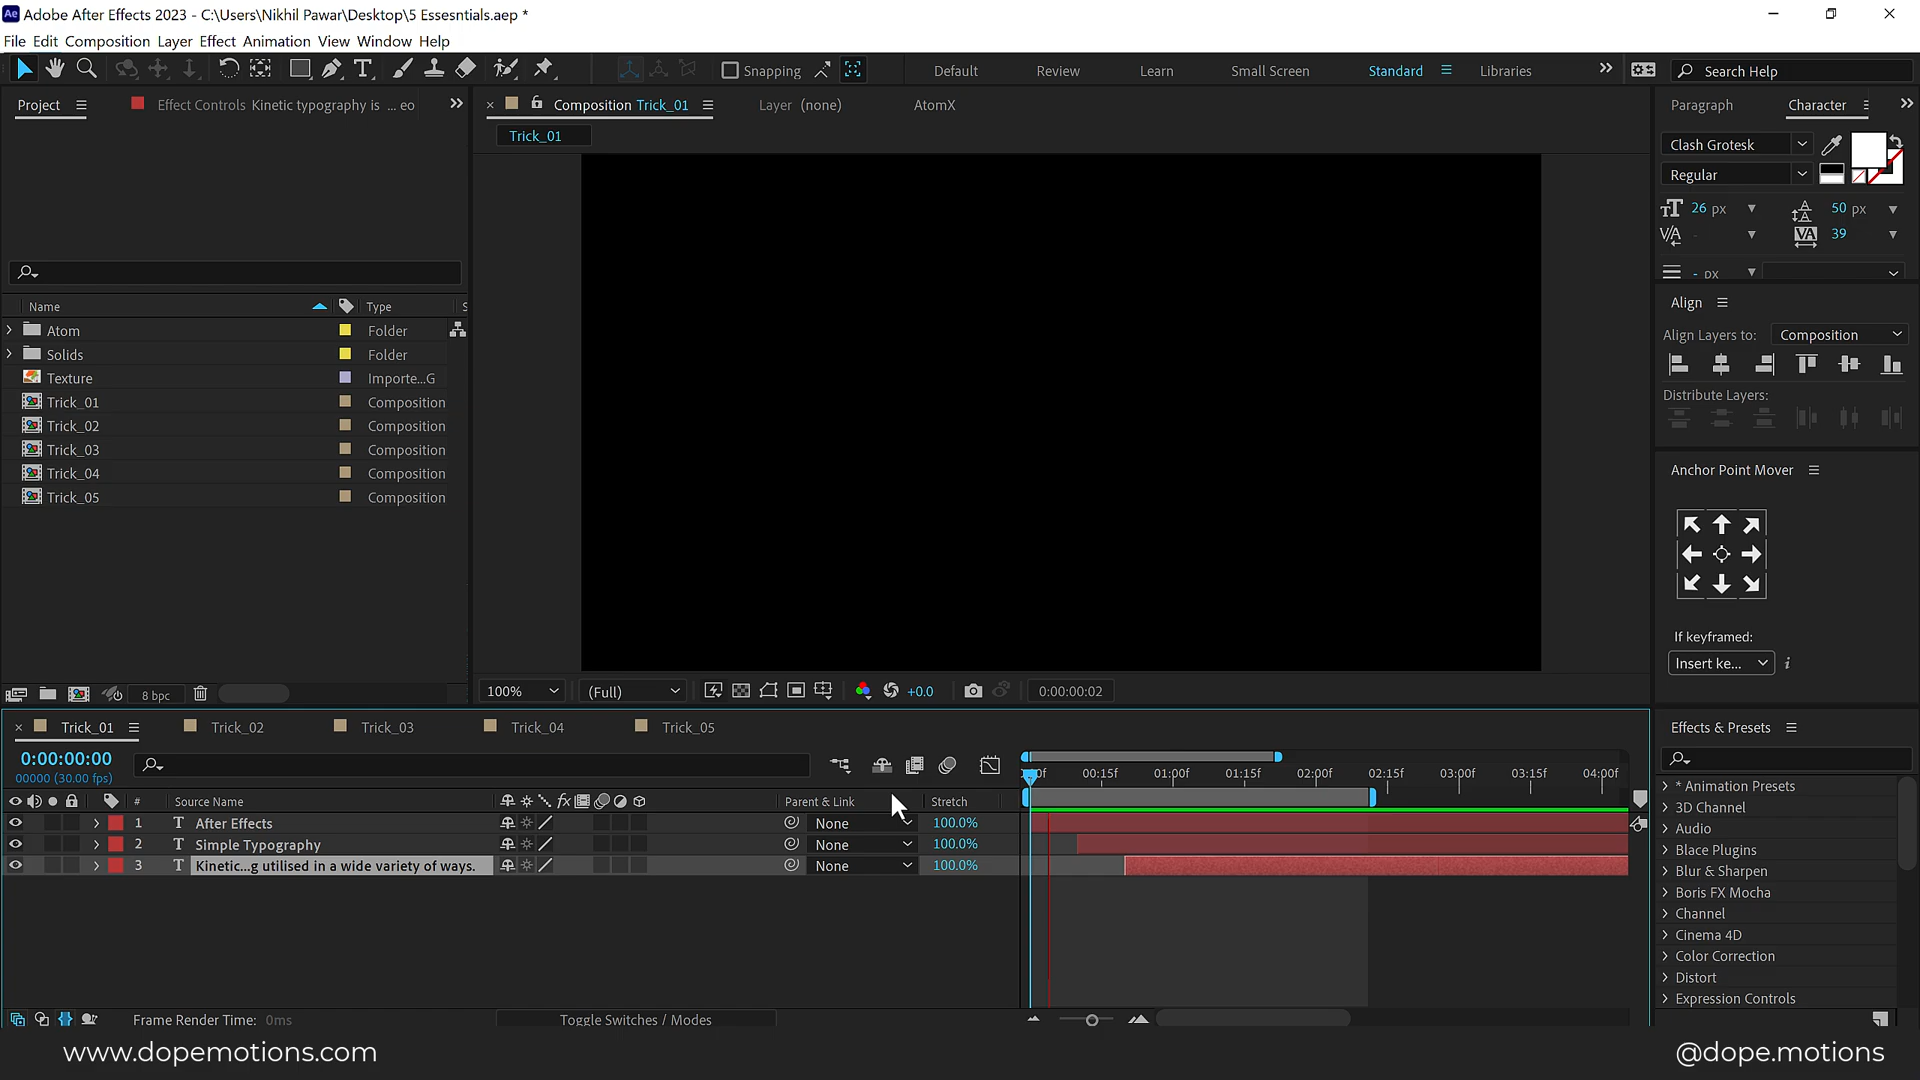 Adobe After Effects 2023 - C:\Users\Nikhil Pawar\Desktop\5 Essesntials.aep *
File Edit Composition Layer Effect Animation View Window Help
Snapping Default Review Learn Small Screen Standard Libraries Search Help
Project Effect Controls Kinetic typography is ... eo Composition Trick_01 Layer (none) AtomX Paragraph Character
Trick_01
Clash Grotesk
Regular
26 px 50 px
- 39
- px
Align
Align Layers to: Composition
Distribute Layers:
Anchor Point Mover
If keyframed:
Insert ke...
Name Type S
Atom Folder
Solids Folder
Texture Importe...G
Trick_01 Composition
Trick_02 Composition
Trick_03 Composition
Trick_04 Composition
Trick_05 Composition
8 bpc 100% (Full) +0.0 0:00:00:02
Trick_01 Trick_02 Trick_03 Trick_04 Trick_05
0:00:00:00
00000 (30.00 fps)
00:15f 01:00f 01:15f 02:00f 02:15f 03:00f 03:15f 04:00f
# Source Name fx Parent & Link Stretch
1 T After Effects None 100.0%
2 T Simple Typography None 100.0%
3 T Kinetic...g utilised in a wide variety of ways. None 100.0%
Frame Render Time: 0ms Toggle Switches / Modes
Effects & Presets
* Animation Presets
3D Channel
Audio
Blace Plugins
Blur & Sharpen
Boris FX Mocha
Channel
Cinema 4D
Color Correction
Distort
Expression Controls
www.dopemotions.com @dope.motions